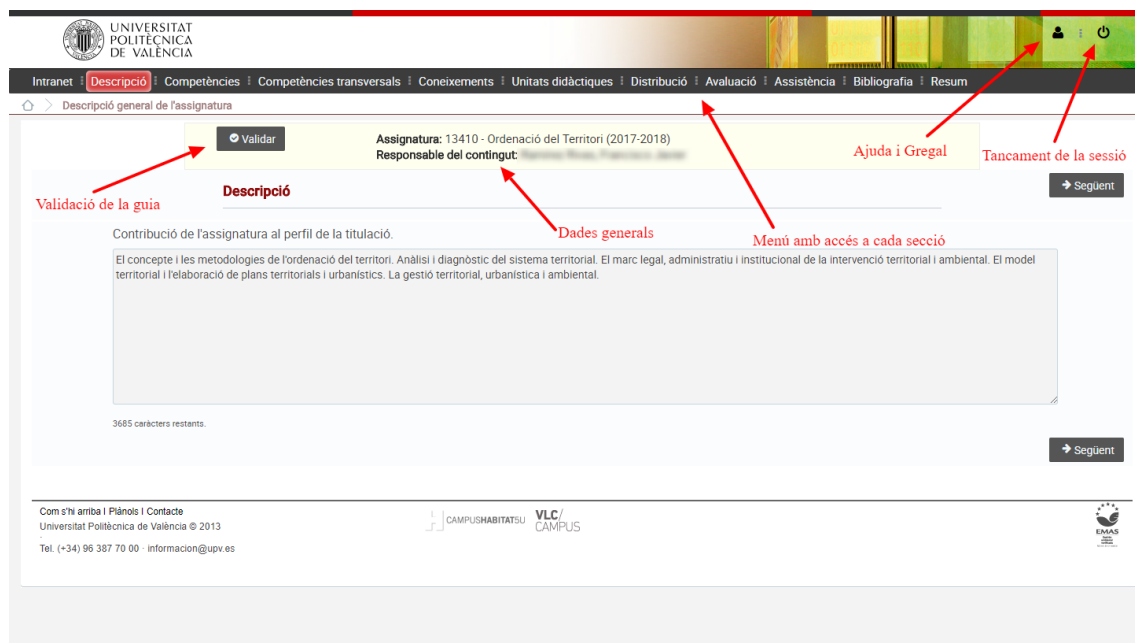 UNIVERSITAT
POLITÈCNICA
DE VALÈNCIA
Intranet Descripció Competències Competències transversals Coneixements Unitats didàctiques Distribució Avaluació Assistència Bibliografia Resum
Descripció general de l'assignatura
Validar
Assignatura: 13410 - Ordenació del Territori (2017-2018)
Responsable del contingut:
Ajuda i Gregal
Tancament de la sessió
Validació de la guia
Descripció
Següent
Dades generals
Menú amb accés a cada secció
Contribució de l'assignatura al perfil de la titulació.
El concepte i les metodologies de l'ordenació del territori. Anàlisi i diagnòstic del sistema territorial. El marc legal, administratiu i institucional de la intervenció territorial i ambiental. El model
territorial i l'elaboració de plans territorials i urbanístics. La gestió territorial, urbanística i ambiental.
3685 caràcters restants.
Següent
Com s'hi arriba I Plánols I Contacte
Universitat Politècnica de València © 2013
Tel. (+34) 96 387 70 00 · informacion@upv.es
CAMPUSHABITAT5U
VLC/
CAMPUS
EMAS